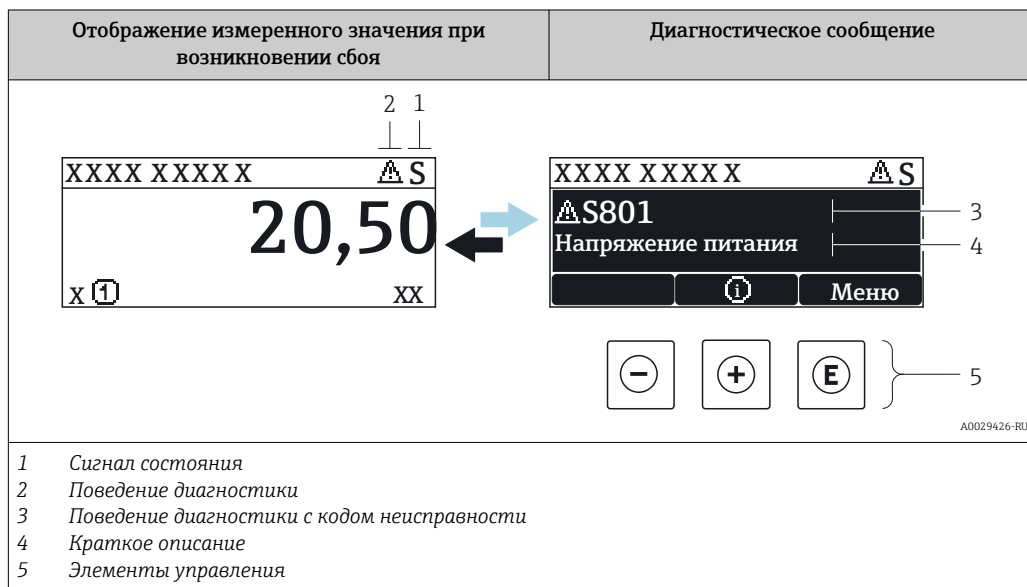 Отображение измеренного значения при
возникновении сбоя
Диагностическое сообщение
2 1
XXXX XXXXX
S
20,50
X 1
XX
XXXX XXXXX
S
S801
3
Напряжение питания
4
i
Меню
− + E
5
A0029426-RU
1 Сигнал состояния
2 Поведение диагностики
3 Поведение диагностики с кодом неисправности
4 Краткое описание
5 Элементы управления